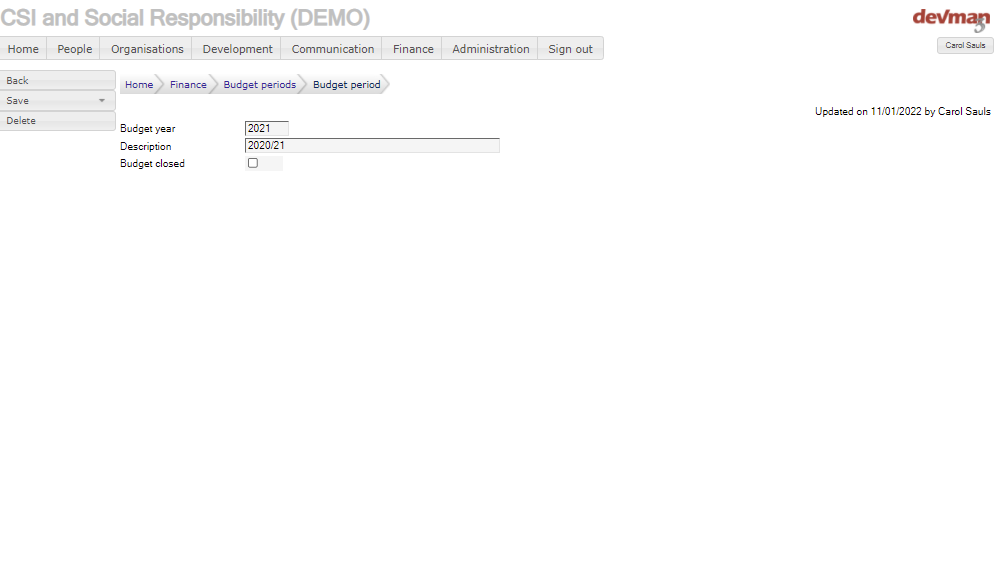 CSI and Social Responsibility (DEMO)
devman 3
Home People Organisations Development Communication Finance Administration Sign out
Carol Sauls
Back
Save
Delete
Home Finance Budget periods Budget period
Updated on 11/01/2022 by Carol Sauls
Budget year 2021
Description 2020/21
Budget closed